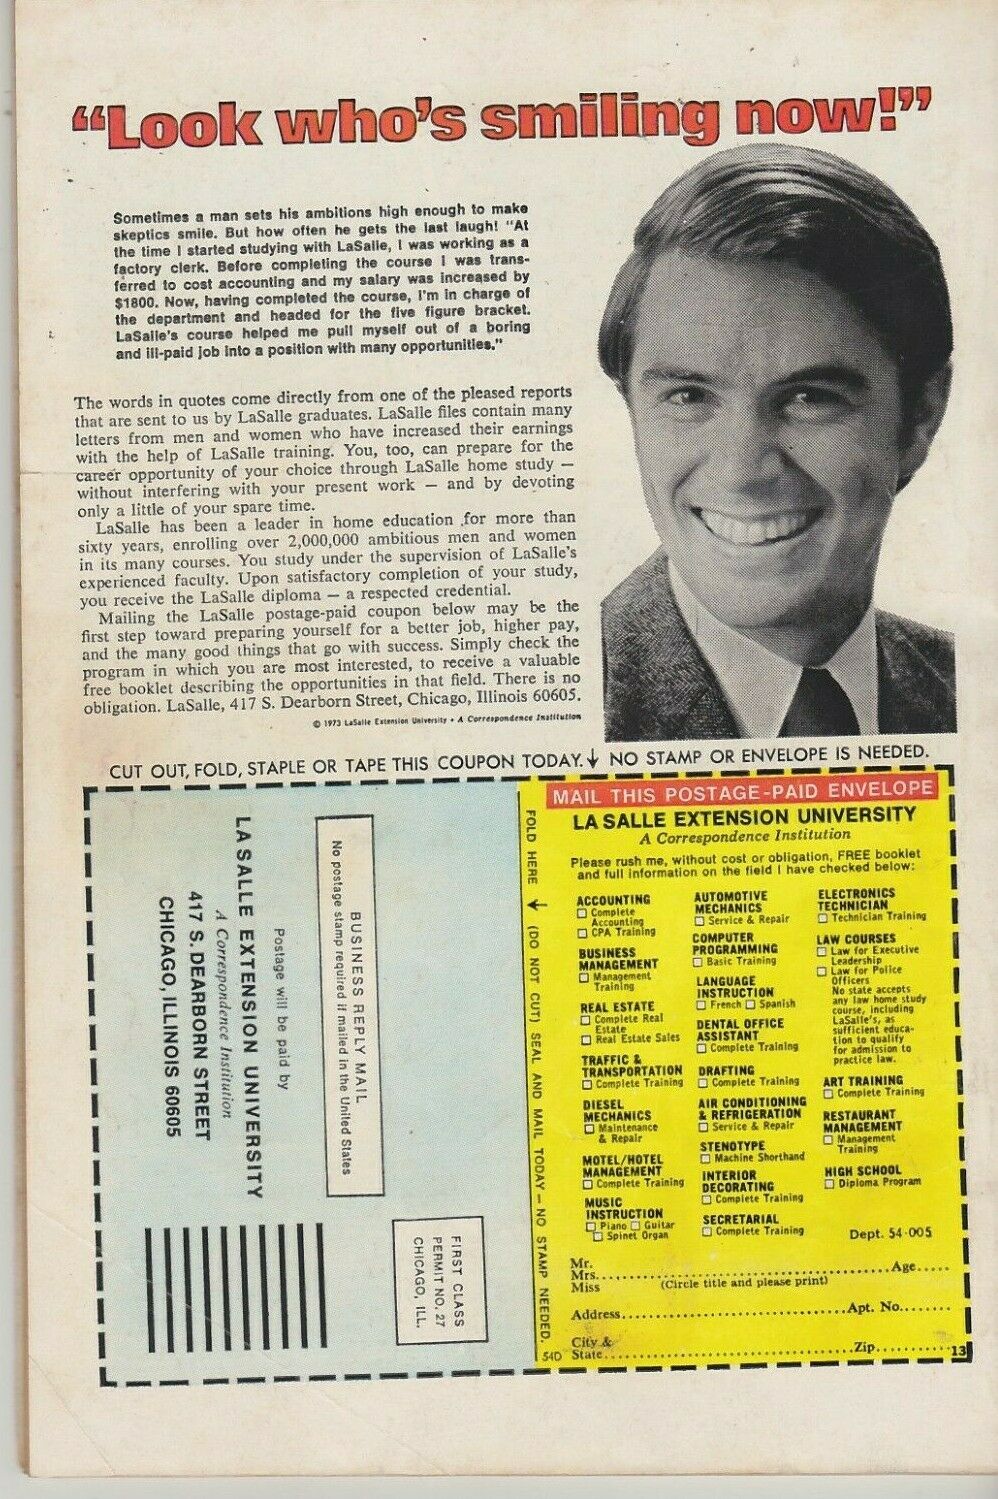 “Look who’s smiling now!”
Sometimes a man sets his ambitions high enough to make
skeptics smile. But how often he gets the last laugh! “At
the time I started studying with LaSalle, I was working as a
factory clerk. Before completing the course I was trans-
ferred to cost accounting and my salary was increased by
$1800. Now, having completed the course, I’m in charge of
the department and headed for the five figure bracket.
LaSalle’s course helped me pull myself out of a boring
and ill-paid job into a position with many opportunities.”
The words in quotes come directly from one of the pleased reports
that are sent to us by LaSalle graduates. LaSalle files contain many
letters from men and women who have increased their earnings
with the help of LaSalle training. You, too, can prepare for the
career opportunity of your choice through LaSalle home study —
without interfering with your present work — and by devoting
only a little of your spare time.
LaSalle has been a leader in home education for more than
sixty years, enrolling over 2,000,000 ambitious men and women
in its many courses. You study under the supervision of LaSalle’s
experienced faculty. Upon satisfactory completion of your study,
you receive the LaSalle diploma — a respected credential.
Mailing the LaSalle postage-paid coupon below may be the
first step toward preparing yourself for a better job, higher pay,
and the many good things that go with success. Simply check the
program in which you are most interested, to receive a valuable
free booklet describing the opportunities in that field. There is no
obligation. LaSalle, 417 S. Dearborn Street, Chicago, Illinois 60605.
© 1973 LaSalle Extension University • A Correspondence Institution
CUT OUT, FOLD, STAPLE OR TAPE THIS COUPON TODAY. ↓ NO STAMP OR ENVELOPE IS NEEDED.
FIRST CLASS
PERMIT NO. 27
CHICAGO, ILL.
BUSINESS REPLY MAIL
No postage stamp required if mailed in the United States
Postage will be paid by
LA SALLE EXTENSION UNIVERSITY
A Correspondence Institution
417 S. DEARBORN STREET
CHICAGO, ILLINOIS 60605
FOLD HERE → (DO NOT CUT) SEAL AND MAIL TODAY — NO STAMP NEEDED.
MAIL THIS POSTAGE-PAID ENVELOPE
LA SALLE EXTENSION UNIVERSITY
A Correspondence Institution
Please rush me, without cost or obligation, FREE booklet
and full information on the field I have checked below:
ACCOUNTING
☐ Complete
Accounting
☐ CPA Training
BUSINESS
MANAGEMENT
☐ Management
Training
REAL ESTATE
☐ Complete Real
Estate
☐ Real Estate Sales
TRAFFIC &
TRANSPORTATION
☐ Complete Training
DIESEL
MECHANICS
☐ Maintenance
& Repair
MOTEL/HOTEL
MANAGEMENT
☐ Complete Training
MUSIC
INSTRUCTION
☐ Piano ☐ Guitar
☐ Spinet Organ
AUTOMOTIVE
MECHANICS
☐ Service & Repair
COMPUTER
PROGRAMMING
☐ Basic Training
LANGUAGE
INSTRUCTION
☐ French ☐ Spanish
DENTAL OFFICE
ASSISTANT
☐ Complete Training
DRAFTING
☐ Complete Training
AIR CONDITIONING
& REFRIGERATION
☐ Service & Repair
STENOTYPE
☐ Machine Shorthand
INTERIOR
DECORATING
☐ Complete Training
SECRETARIAL
☐ Complete Training
ELECTRONICS
TECHNICIAN
☐ Technician Training
LAW COURSES
☐ Law for Executive
Leadership
☐ Law for Police
Officers
No state accepts
any law home study
course, including
LaSalle’s, as
sufficient educa-
tion to qualify
for admission to
practice law.
ART TRAINING
☐ Complete Training
RESTAURANT
MANAGEMENT
☐ Management
Training
HIGH SCHOOL
☐ Diploma Program
Dept. 54-005
Mr.
Mrs. Age
Miss (Circle title and please print)
Address Apt. No.
City &
State Zip
54D
13